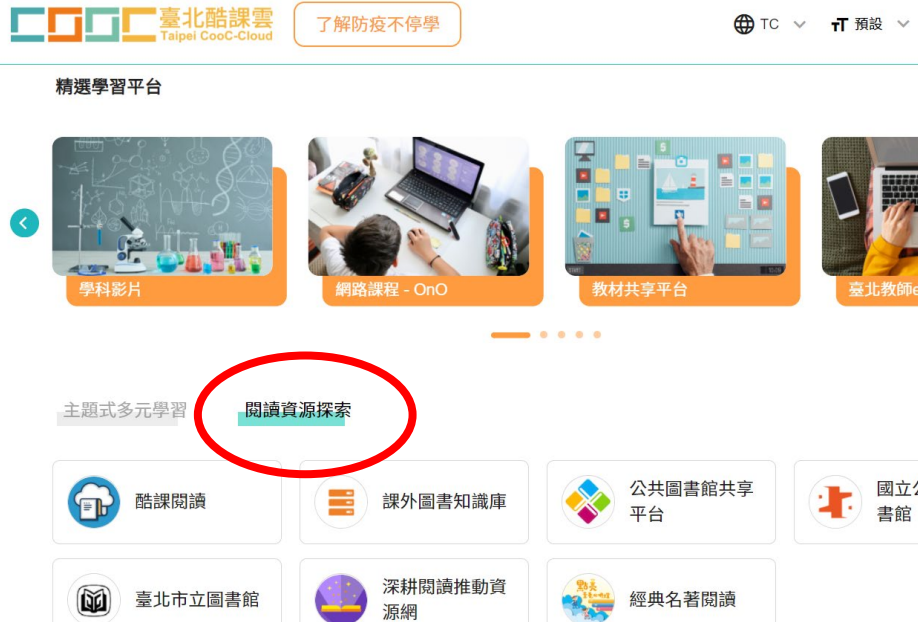 COOC 臺北酷課雲
Taipei CooC-Cloud
了解防疫不停學
TC
TT 預設
精選學習平台
學科影片
網路課程 - OnO
教材共享平台
臺北教師e
主題式多元學習
閱讀資源探索
酷課閱讀
課外圖書知識庫
公共圖書館共享
平台
國立公
書館
臺北市立圖書館
深耕閱讀推動資
源網
經典名著閱讀